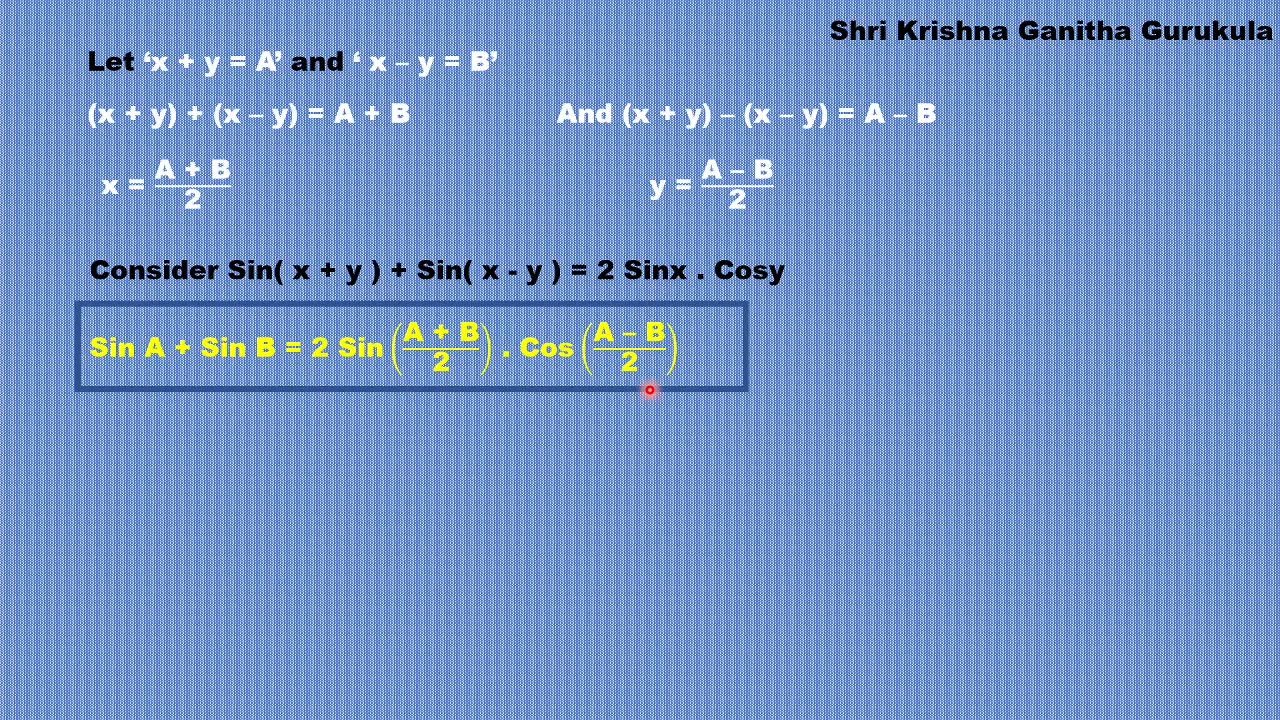 Shri Krishna Ganitha Gurukula
Let ‘x + y = A’ and ‘ x – y = B’
(x + y) + (x – y) = A + B
And (x + y) – (x – y) = A – B
x = (A + B)/2
y = (A – B)/2
Consider Sin( x + y ) + Sin( x - y ) = 2 Sinx . Cosy
Sin A + Sin B = 2 Sin ((A + B)/2) . Cos ((A – B)/2)